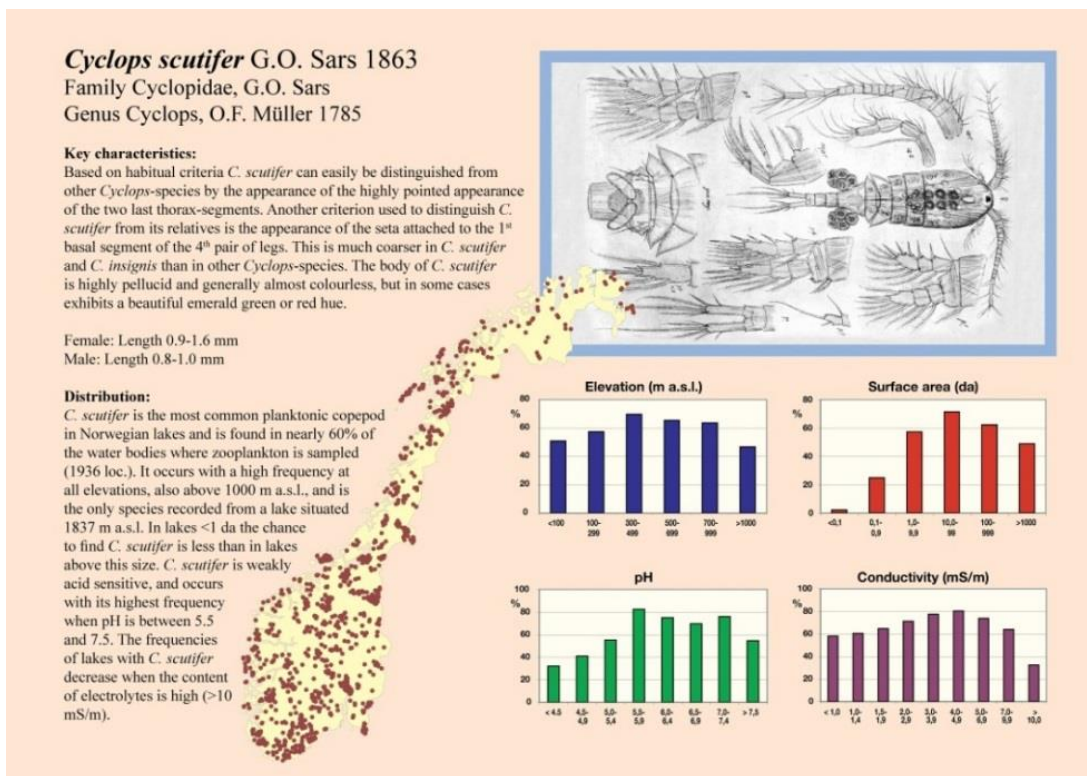 Cyclops scutifer G.O. Sars 1863
Family Cyclopidae, G.O. Sars
Genus Cyclops, O.F. Müller 1785
Key characteristics:
Based on habitual criteria C. scutifer can easily be distinguished from
other Cyclops-species by the appearance of the highly pointed appearance
of the two last thorax-segments. Another criterion used to distinguish C.
scutifer from its relatives is the appearance of the seta attached to the 1st
basal segment of the 4th pair of legs. This is much coarser in C. scutifer
and C. insignis than in other Cyclops-species. The body of C. scutifer
is highly pellucid and generally almost colourless, but in some cases
exhibits a beautiful emerald green or red hue.
Female: Length 0.9-1.6 mm
Male: Length 0.8-1.0 mm
Distribution:
C. scutifer is the most common planktonic copepod
in Norwegian lakes and is found in nearly 60% of
the water bodies where zooplankton is sampled
(1936 loc.). It occurs with a high frequency at
all elevations, also above 1000 m a.s.l., and is
the only species recorded from a lake situated
1837 m a.s.l. In lakes <1 da the chance
to find C. scutifer is less than in lakes
above this size. C. scutifer is weakly
acid sensitive, and occurs
with its highest frequency
when pH is between 5.5
and 7.5. The frequencies
of lakes with C. scutifer
decrease when the content
of electrolytes is high (>10
mS/m).
Elevation (m a.s.l.)
80
%
60
40
20
0
<100 100-299 300-499 500-699 700-999 >1000
Surface area (da)
80
%
60
40
20
0
<0,1 0,1-0,9 1,0-9,9 10,0-99 100-999 >1000
pH
100
%
80
60
40
20
0
< 4,5 4,5-4,9 5,0-5,4 5,5-5,9 6,0-6,4 6,5-6,9 7,0-7,4 > 7,5
Conductivity (mS/m)
100
%
80
60
40
20
0
< 1,0 1,0-1,4 1,5-1,9 2,0-2,9 3,0-3,9 4,0-4,9 5,0-6,9 7,0-9,9 > 10,0